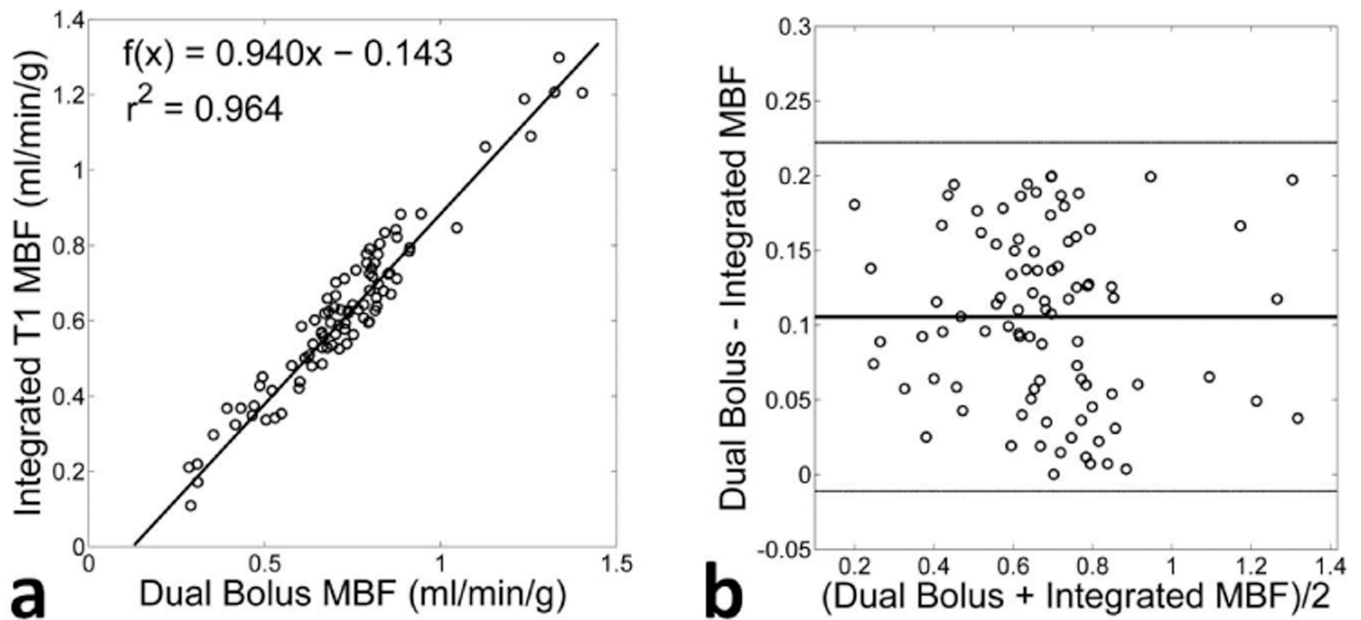 f(x) = 0.940x − 0.143
r² = 0.964
Integrated T1 MBF (ml/min/g)
1.4
1.2
1
0.8
0.6
0.4
0.2
0
0 0.5 1 1.5
Dual Bolus MBF (ml/min/g)
a
Dual Bolus - Integrated MBF
0.3
0.25
0.2
0.15
0.1
0.05
0
-0.05
0.2 0.4 0.6 0.8 1 1.2 1.4
(Dual Bolus + Integrated MBF)/2
b